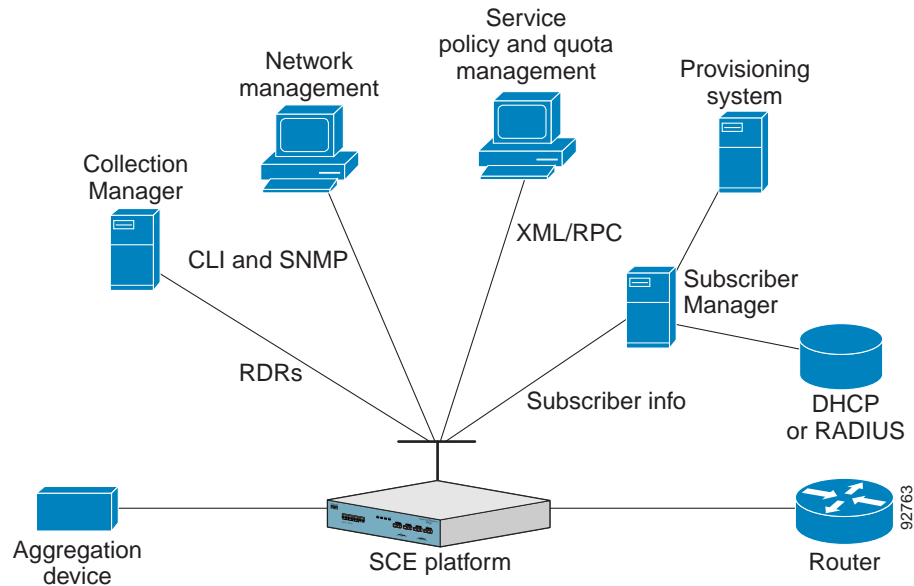 Service
policy and quota
management
Network
management
Provisioning
system
Collection
Manager
XML/RPC
CLI and SNMP
Subscriber
Manager
RDRs
Subscriber info
DHCP
or RADIUS
Aggregation
device
SCE platform
Router
92763